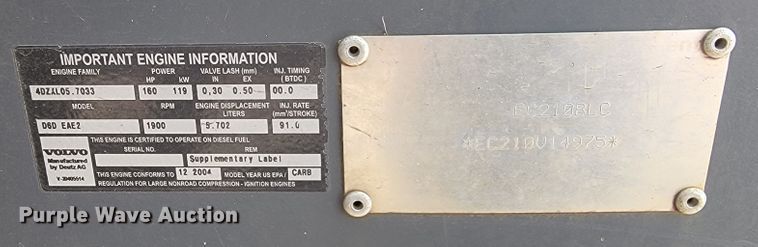 IMPORTANT ENGINE INFORMATION
ENIGINE FAMILY POWER VALVE LASH (mm) INJ. TIMING
HP kW IN EX (BTDC)
4DZXL05.7033 160 119 0,30 0.50 00.0
MODEL RPM ENGINE DISPLACEMENT INJ. RATE
LITERS (mm³/STROKE)
D6D EAE2 1900 5.702 91.0
THIS ENGINE IS CERTIFIED TO OPERATE ON DIESEL FUEL
VOLVO SERIAL NO. REM
Manufactured
by Deutz AG Supplementary Label
THIS ENGINE CONFORMS TO 12 2004 MODEL YEAR US EPA / CARB
REGULATION FOR LARGE NONROAD COMPRESSION - IGNITION ENGINES
EC210BLC
*EC210V14975*
Purple Wave Auction